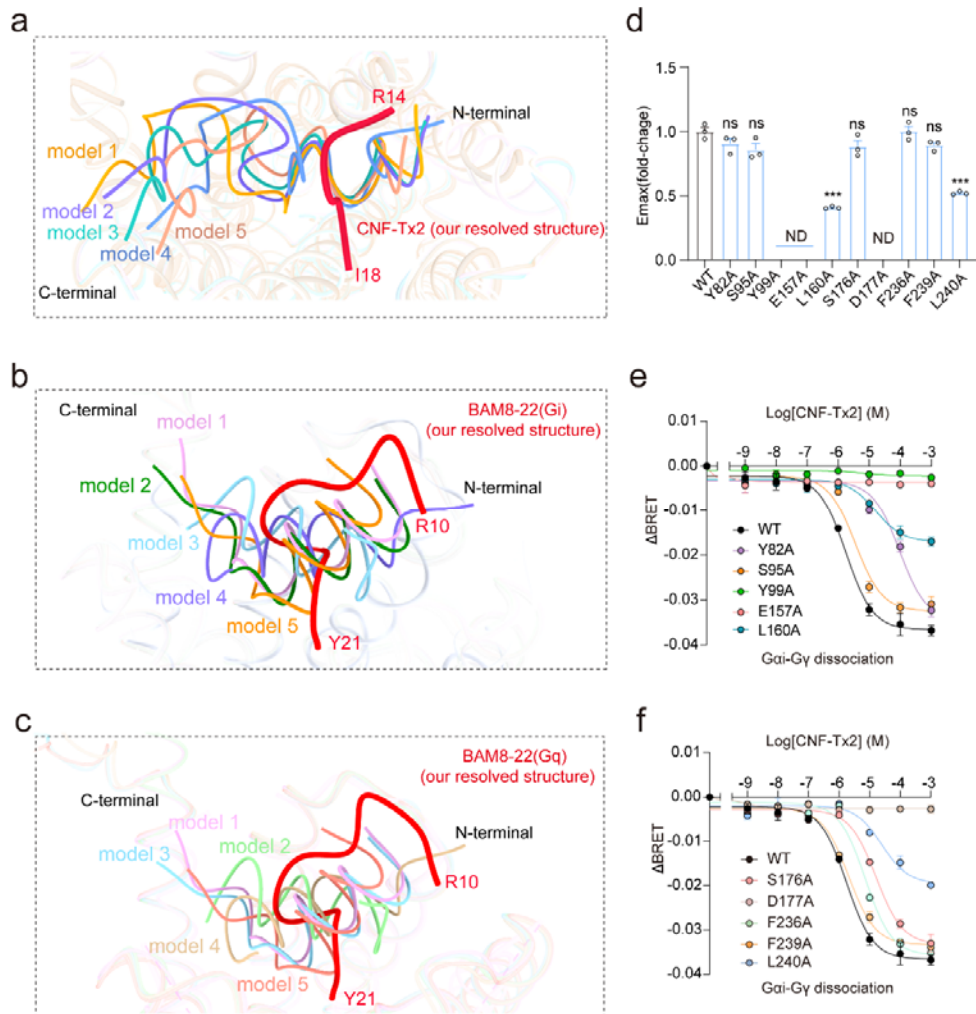 a
R14
N-terminal
model 1
model 2
model 3
model 4
model 5
CNF-Tx2 (our resolved structure)
I18
C-terminal
b
C-terminal
model 1
BAM8-22(Gi)
(our resolved structure)
model 2
N-terminal
model 3
R10
model 4
model 5
Y21
c
BAM8-22(Gq)
(our resolved structure)
C-terminal
model 1
model 2
model 3
N-terminal
R10
model 4
model 5
Y21
d
Emax(fold-chage)
1.5
1.0
0.5
0.0
ns
ns
ND
***
ns
ND
ns
ns
***
WT
Y82A
S95A
Y99A
E157A
L160A
S176A
D177A
F236A
F239A
L240A
e
Log[CNF-Tx2] (M)
-9 -8 -7 -6 -5 -4 -3
0.01
0.00
-0.01
-0.02
-0.03
-0.04
ΔBRET
WT
Y82A
S95A
Y99A
E157A
L160A
Gαi-Gγ dissociation
f
Log[CNF-Tx2] (M)
-9 -8 -7 -6 -5 -4 -3
0.01
0.00
-0.01
-0.02
-0.03
-0.04
ΔBRET
WT
S176A
D177A
F236A
F239A
L240A
Gαi-Gγ dissociation